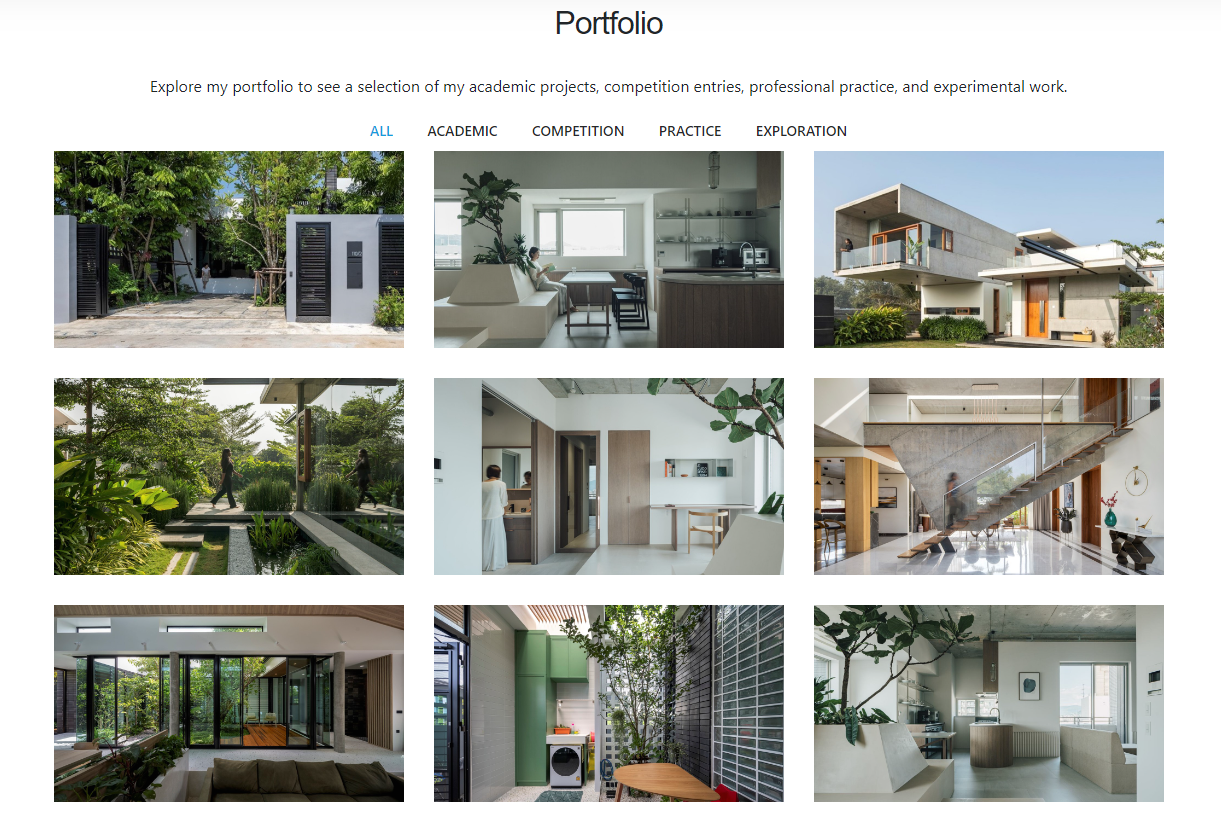 Portfolio
Explore my portfolio to see a selection of my academic projects, competition entries, professional practice, and experimental work.
ALL ACADEMIC COMPETITION PRACTICE EXPLORATION